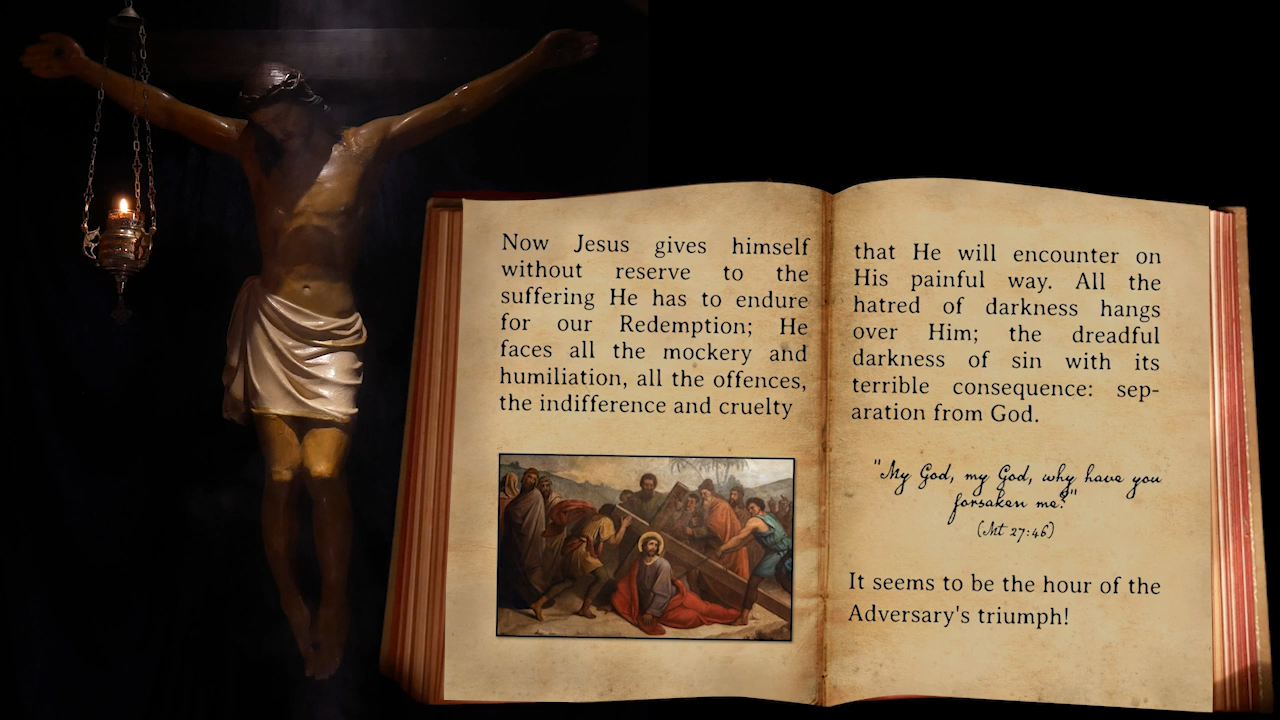 Now Jesus gives himself
without reserve to the
suffering He has to endure
for our Redemption; He
faces all the mockery and
humiliation, all the offences,
the indifference and cruelty
that He will encounter on
His painful way. All the
hatred of darkness hangs
over Him; the dreadful
darkness of sin with its
terrible consequence: sep-
aration from God.
"My God, my God, why have you
forsaken me?"
(Mt 27:46)
It seems to be the hour of the
Adversary's triumph!